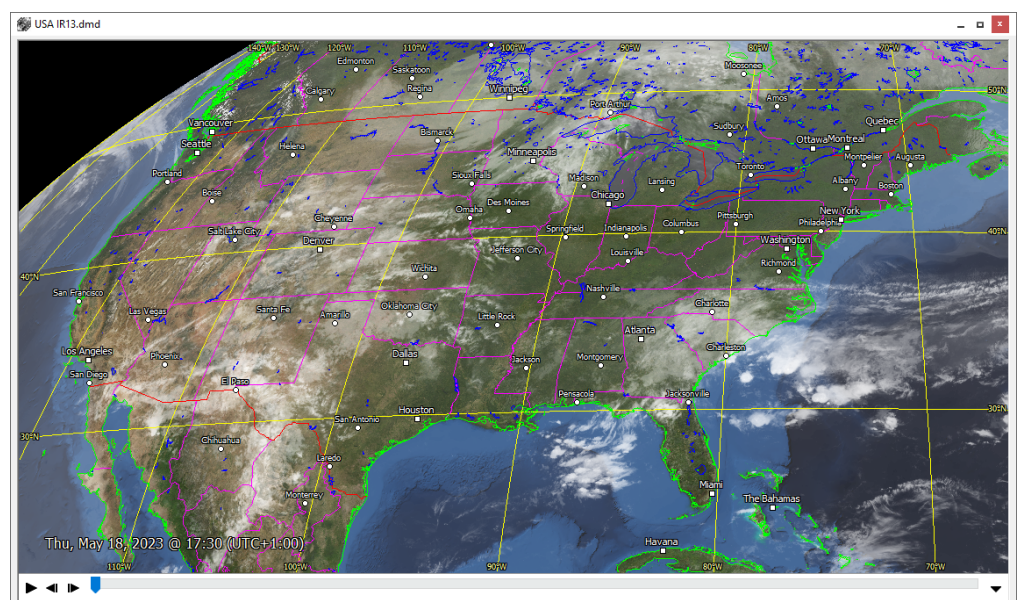 USA IR13.dmd
140°W 130°W 120°W 110°W 100°W 90°W 80°W 70°W
Edmonton
Saskatoon
Moosonee
Calgary
Regina
Winnipeg
50°N
Port Arthur
Amos
Vancouver
Bismarck
Sudbury
Quebec
Seattle
Helena
Minneapolis
Ottawa Montreal
Portland
Sioux Falls
Madison
Lansing
Toronto
Montpelier
Augusta
Boise
Omaha
Des Moines
Chicago
Albany
Boston
Salt Lake City
Cheyenne
Springfield
Indianapolis
Columbus
Pittsburgh
New York
Philadelphia
40°N
Denver
Jefferson City
Louisville
Washington
40°N
Wichita
Richmond
San Francisco
Las Vegas
Santa Fe
Amarillo
Oklahoma City
Little Rock
Nashville
Charlotte
Los Angeles
Phoenix
Dallas
Jackson
Montgomery
Atlanta
Charleston
San Diego
El Paso
Pensacola
Jacksonville
30°N
Chihuahua
San Antonio
Houston
30°N
Laredo
Monterrey
Miami
The Bahamas
Thu, May 18, 2023 @ 17:30 (UTC+1:00)
Havana
110°W 100°W 90°W 80°W 70°W